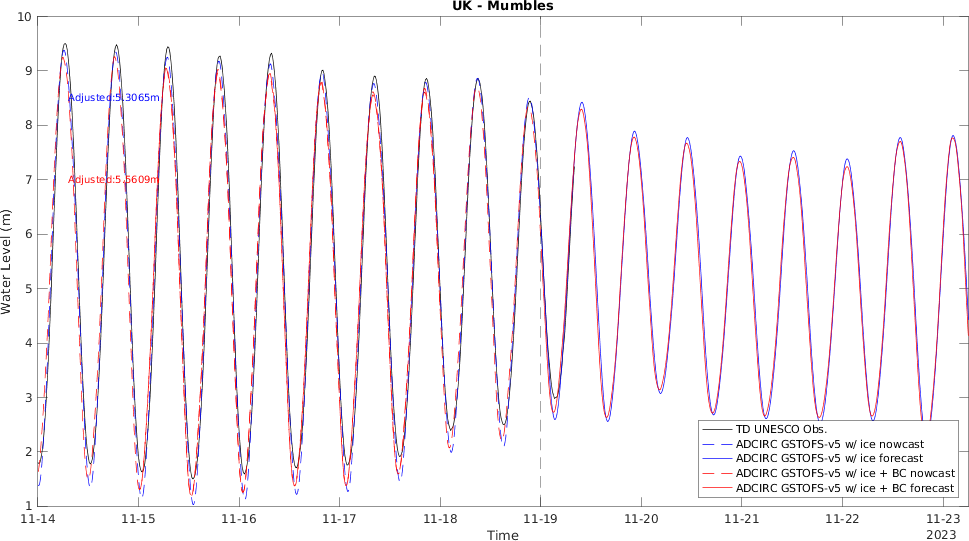 UK - Mumbles
10
9
8
7
6
5
4
3
2
1
Water Level (m)
Adjusted:5.3065m
Adjusted:5.5609m
TD UNESCO Obs.
ADCIRC GSTOFS-v5 w/ ice nowcast
ADCIRC GSTOFS-v5 w/ ice forecast
ADCIRC GSTOFS-v5 w/ ice + BC nowcast
ADCIRC GSTOFS-v5 w/ ice + BC forecast
11-14 11-15 11-16 11-17 11-18 11-19 11-20 11-21 11-22 11-23
Time
2023